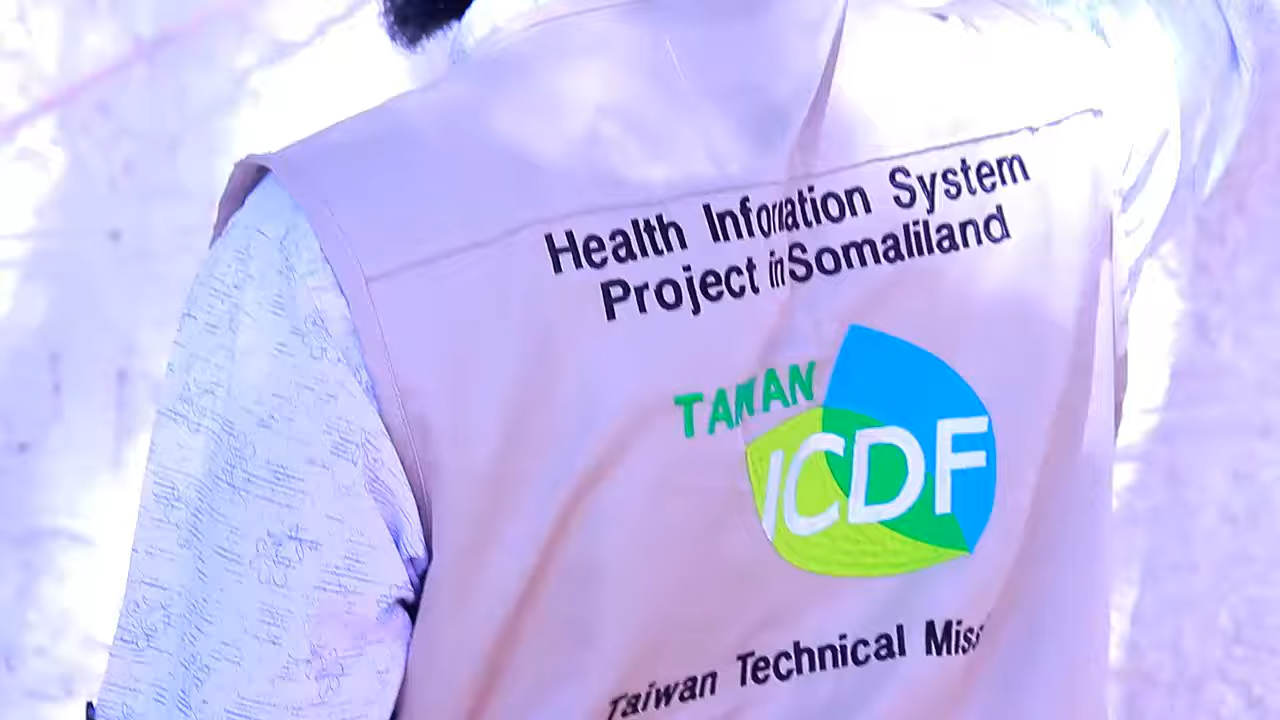 Health Information System
Project in Somaliland
TAIWAN
ICDF
Taiwan Technical